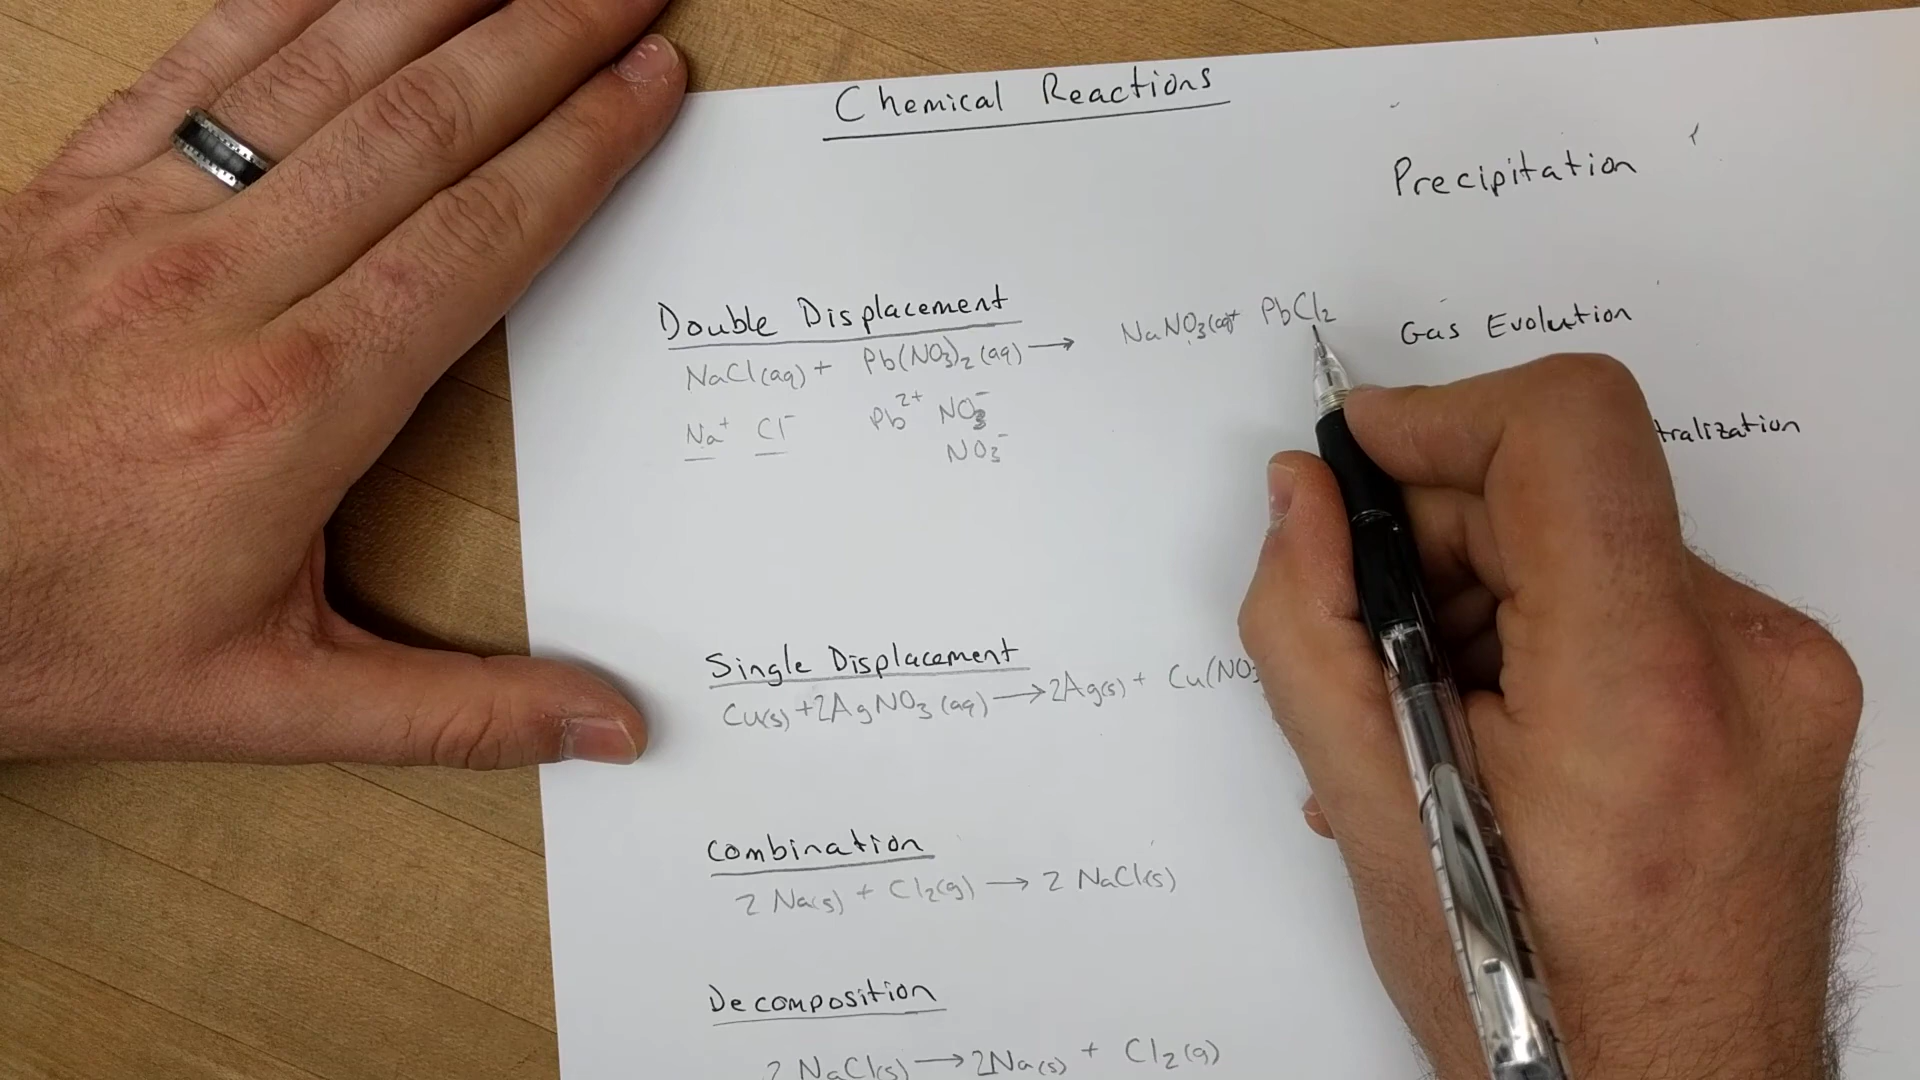 Chemical Reactions
Precipitation
Double Displacement
NaCl(aq) + Pb(NO3)2 (aq) → NaNO3(aq)+ PbCl2
Gas Evolution
Na+ Cl- Pb2+ NO3-
NO3-
tralization
Single Displacement
Cu(s) +2AgNO3 (aq) → 2Ag(s) + Cu(NO3
Combination
2 Na(s) + Cl2(g) → 2 NaCl(s)
Decomposition
2 NaCl(s) → 2Na(s) + Cl2(g)